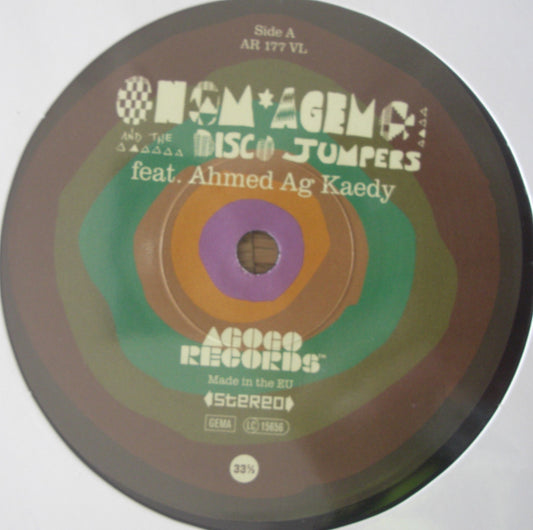 Side A
AR 177 VL
ONOM★AGEMO
AND THE DISCO JUMPERS
feat. Ahmed Ag Kaedy
AGOGO
RECORDS™
Made in the EU
STEREO
GEMA LC 15656
33⅓